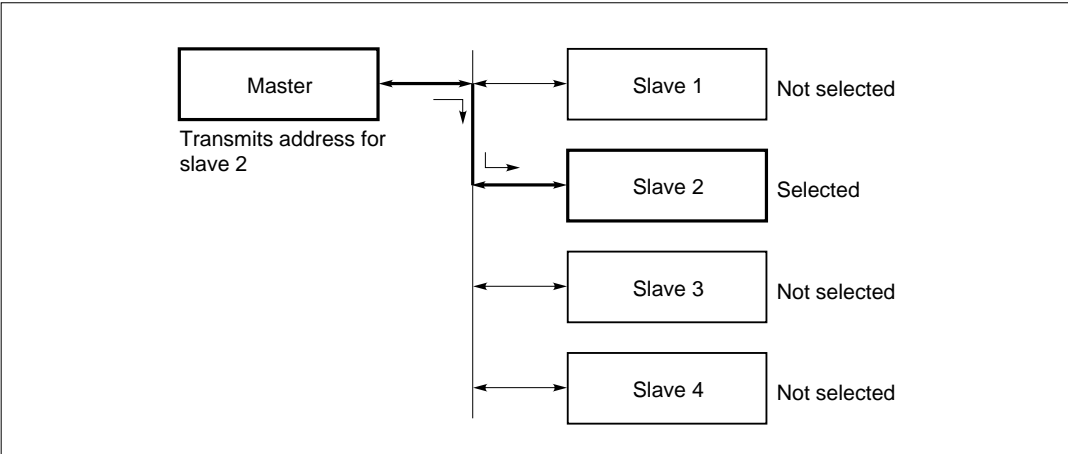 Master
Transmits address for
slave 2
Slave 1
Not selected
Slave 2
Selected
Slave 3
Not selected
Slave 4
Not selected